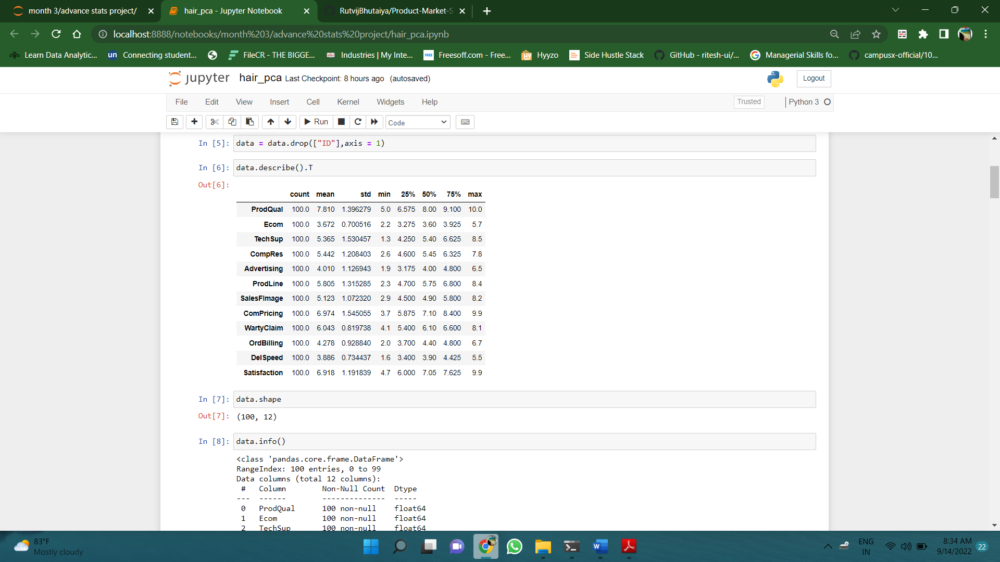 month 3/advance stats project/
hair_pca - Jupyter Notebook
RutvijBhutaiya/Product-Market-S
localhost:8888/notebooks/month%203/advance%20stats%20project/hair_pca.ipynb
Learn Data Analytic... un Connecting student... FileCR - THE BIGGE... Industries | My Inte... FREE Freesoff.com - Free... Hy Hyyzo Side Hustle Stack GitHub - ritesh-ui/... G Managerial Skills fo... campusx-official/10...
jupyter hair_pca Last Checkpoint: 8 hours ago (autosaved) Logout
File Edit View Insert Cell Kernel Widgets Help Trusted Python 3
Run Code
In [5]: data = data.drop(["ID"],axis = 1)
In [6]: data.describe().T
Out[6]:
count mean std min 25% 50% 75% max
ProdQual 100.0 7.810 1.396279 5.0 6.575 8.00 9.100 10.0
Ecom 100.0 3.672 0.700516 2.2 3.275 3.60 3.925 5.7
TechSup 100.0 5.365 1.530457 1.3 4.250 5.40 6.625 8.5
CompRes 100.0 5.442 1.208403 2.6 4.600 5.45 6.325 7.8
Advertising 100.0 4.010 1.126943 1.9 3.175 4.00 4.800 6.5
ProdLine 100.0 5.805 1.315285 2.3 4.700 5.75 6.800 8.4
SalesFImage 100.0 5.123 1.072320 2.9 4.500 4.90 5.800 8.2
ComPricing 100.0 6.974 1.545055 3.7 5.875 7.10 8.400 9.9
WartyClaim 100.0 6.043 0.819738 4.1 5.400 6.10 6.600 8.1
OrdBilling 100.0 4.278 0.928840 2.0 3.700 4.40 4.800 6.7
DelSpeed 100.0 3.886 0.734437 1.6 3.400 3.90 4.425 5.5
Satisfaction 100.0 6.918 1.191839 4.7 6.000 7.05 7.625 9.9
In [7]: data.shape
Out[7]: (100, 12)
In [8]: data.info()
<class 'pandas.core.frame.DataFrame'>
RangeIndex: 100 entries, 0 to 99
Data columns (total 12 columns):
# Column Non-Null Count Dtype
--- ------ -------------- -----
0 ProdQual 100 non-null float64
1 Ecom 100 non-null float64
2 TechSup 100 non-null float64
83°F
Mostly cloudy
W
ENG
IN
8:34 AM
9/14/2022
22